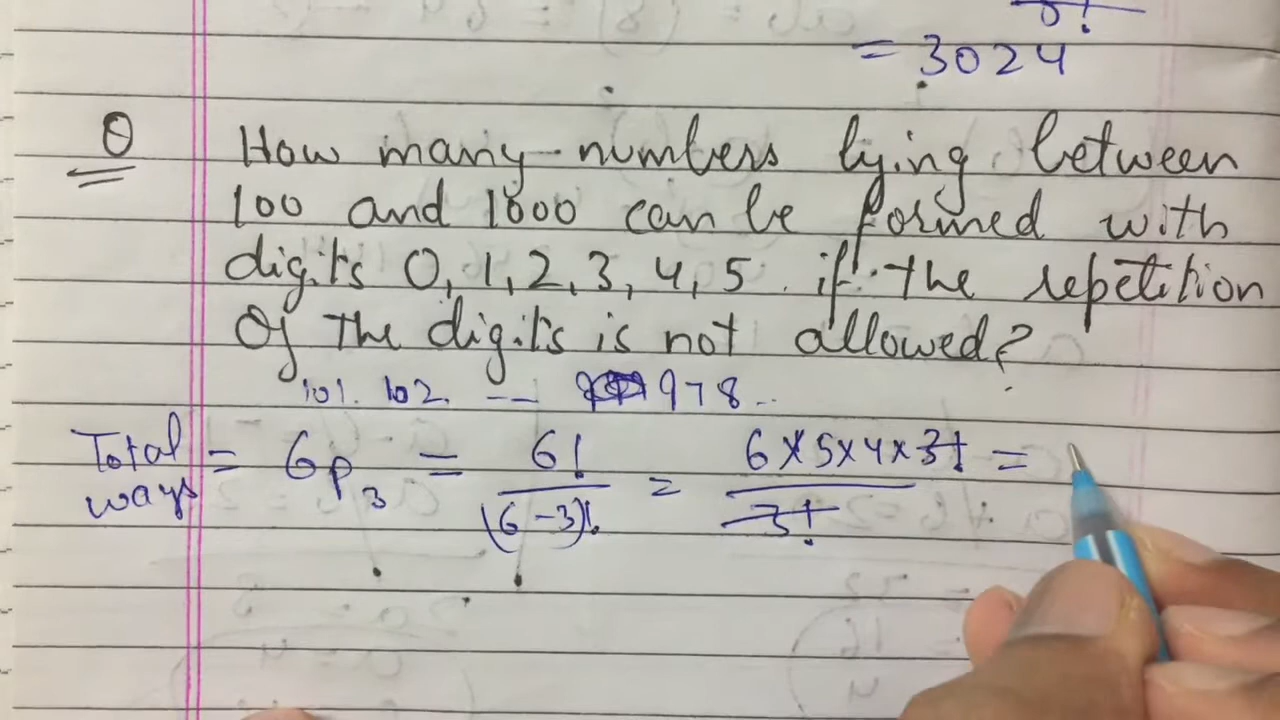 = 3024
Q How many numbers lying between
100 and 1000 can be formed with
digits 0, 1, 2, 3, 4, 5 if the repetition
of the digits is not allowed?
101. 102. -- 978..
Total ways = 6P3 = 6!/(6-3)! = 6×5×4×3!/3! =